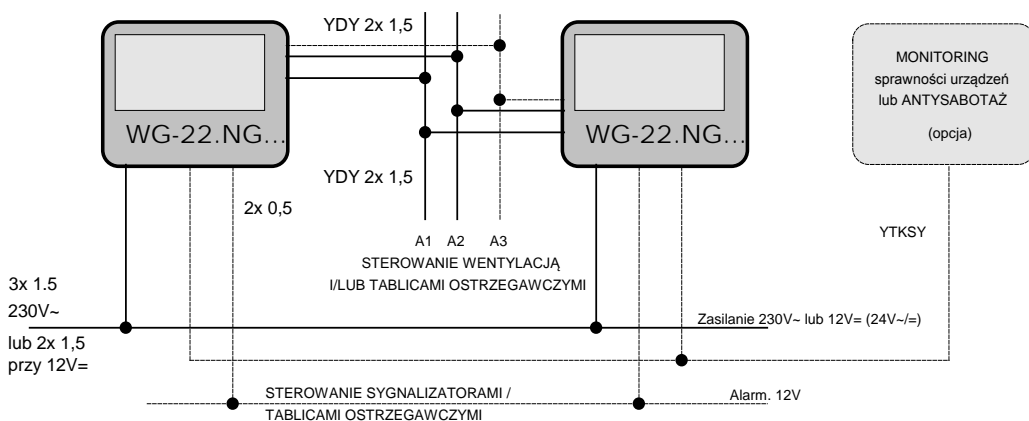 YDY 2x 1,5
WG-22.NG...
WG-22.NG...
MONITORING
sprawności urządzeń
lub ANTYSABOTAŻ
(opcja)
YDY 2x 1,5
2x 0,5
A1 A2 A3
STEROWANIE WENTYLACJĄ
I/LUB TABLICAMI OSTRZEGAWCZYMI
YTKSY
3x 1.5
230V~
lub 2x 1,5
przy 12V=
Zasilanie 230V~ lub 12V= (24V~/=)
STEROWANIE SYGNALIZATORAMI /
TABLICAMI OSTRZEGAWCZYMI
Alarm. 12V